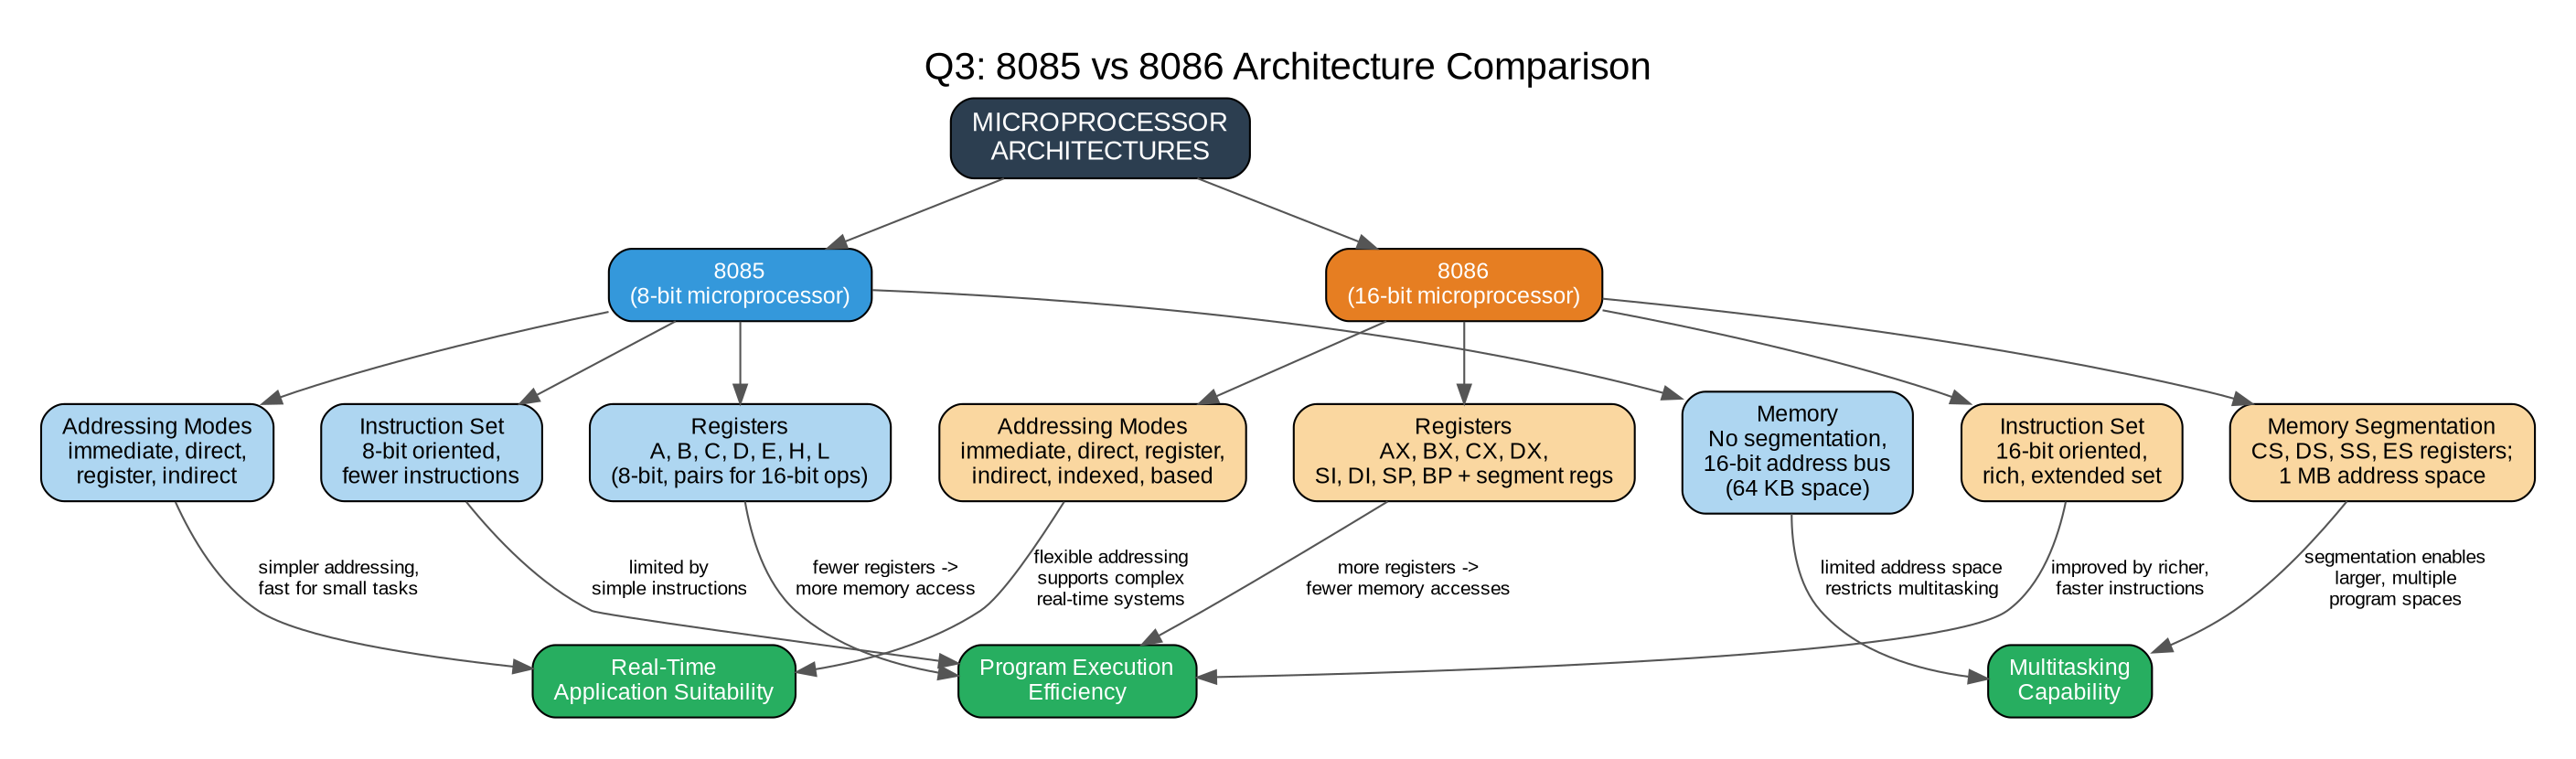 Q3: 8085 vs 8086 Architecture Comparison
MICROPROCESSOR
ARCHITECTURES
8085
(8-bit microprocessor)
8086
(16-bit microprocessor)
Addressing Modes
immediate, direct,
register, indirect
Instruction Set
8-bit oriented,
fewer instructions
Registers
A, B, C, D, E, H, L
(8-bit, pairs for 16-bit ops)
Addressing Modes
immediate, direct, register,
indirect, indexed, based
Registers
AX, BX, CX, DX,
SI, DI, SP, BP + segment regs
Memory
No segmentation,
16-bit address bus
(64 KB space)
Instruction Set
16-bit oriented,
rich, extended set
Memory Segmentation
CS, DS, SS, ES registers;
1 MB address space
simpler addressing,
fast for small tasks
limited by
simple instructions
fewer registers ->
more memory access
flexible addressing
supports complex
real-time systems
more registers ->
fewer memory accesses
limited address space
restricts multitasking
improved by richer,
faster instructions
segmentation enables
larger, multiple
program spaces
Real-Time
Application Suitability
Program Execution
Efficiency
Multitasking
Capability